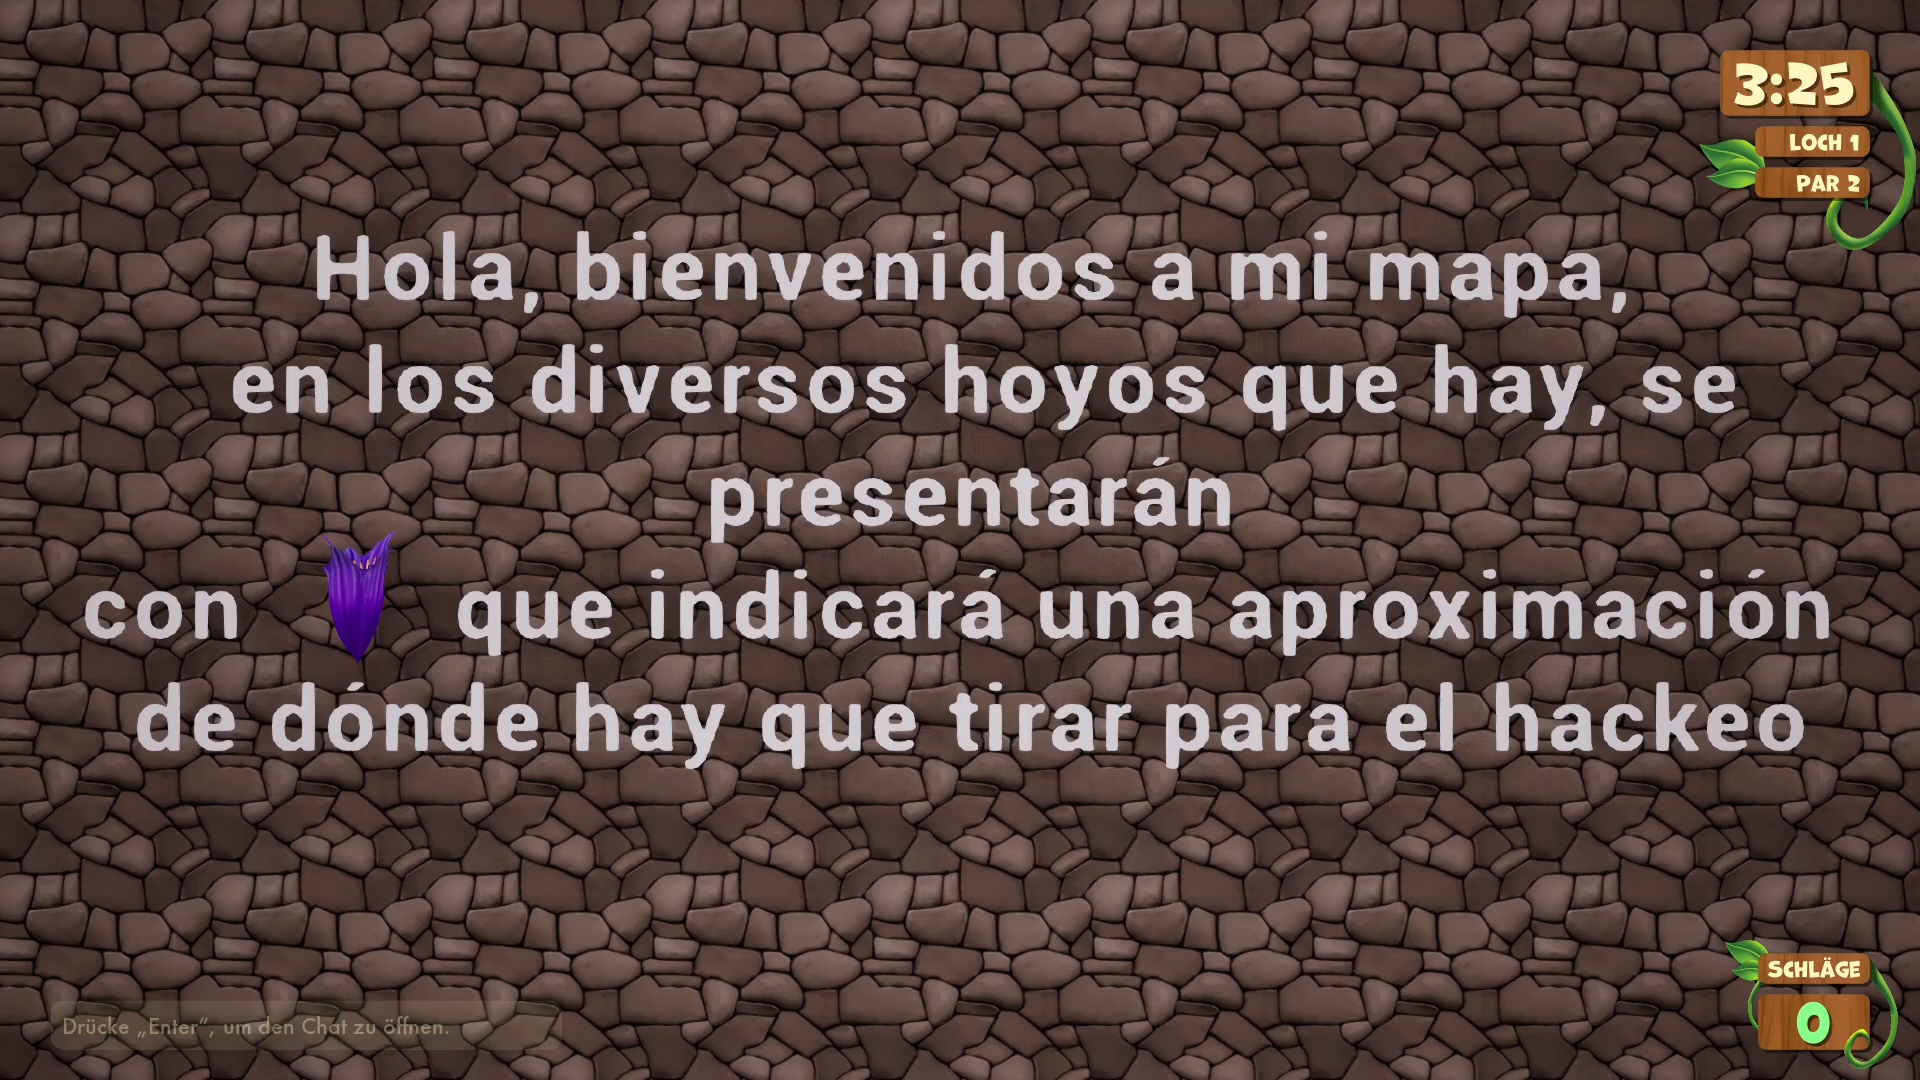 3:25
LOCH 1
PAR 2
Hola, bienvenidos a mi mapa,
en los diversos hoyos que hay, se
presentarán
con que indicará una aproximación
de dónde hay que tirar para el hackeo
SCHLÄGE
0
Drücke „Enter“, um den Chat zu öffnen.